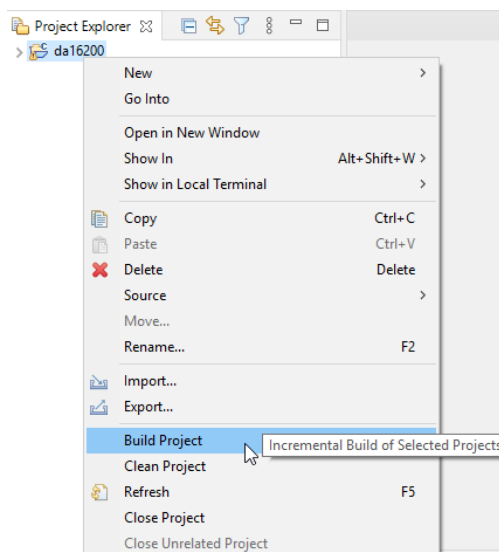 Project Explorer
da16200
New
Go Into
Open in New Window
Show In Alt+Shift+W
Show in Local Terminal
Copy Ctrl+C
Paste Ctrl+V
Delete Delete
Source
Move...
Rename... F2
Import...
Export...
Build Project
Incremental Build of Selected Projects
Clean Project
Refresh F5
Close Project
Close Unrelated Project